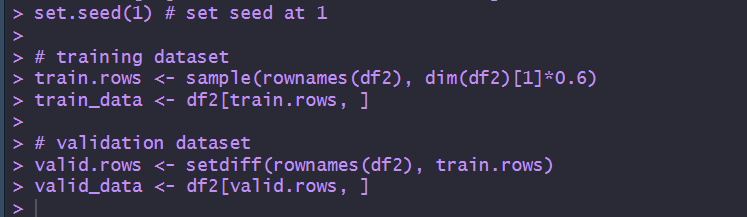 > set.seed(1) # set seed at 1
>
> # training dataset
> train.rows <- sample(rownames(df2), dim(df2)[1]*0.6)
> train_data <- df2[train.rows, ]
>
> # validation dataset
> valid.rows <- setdiff(rownames(df2), train.rows)
> valid_data <- df2[valid.rows, ]
>